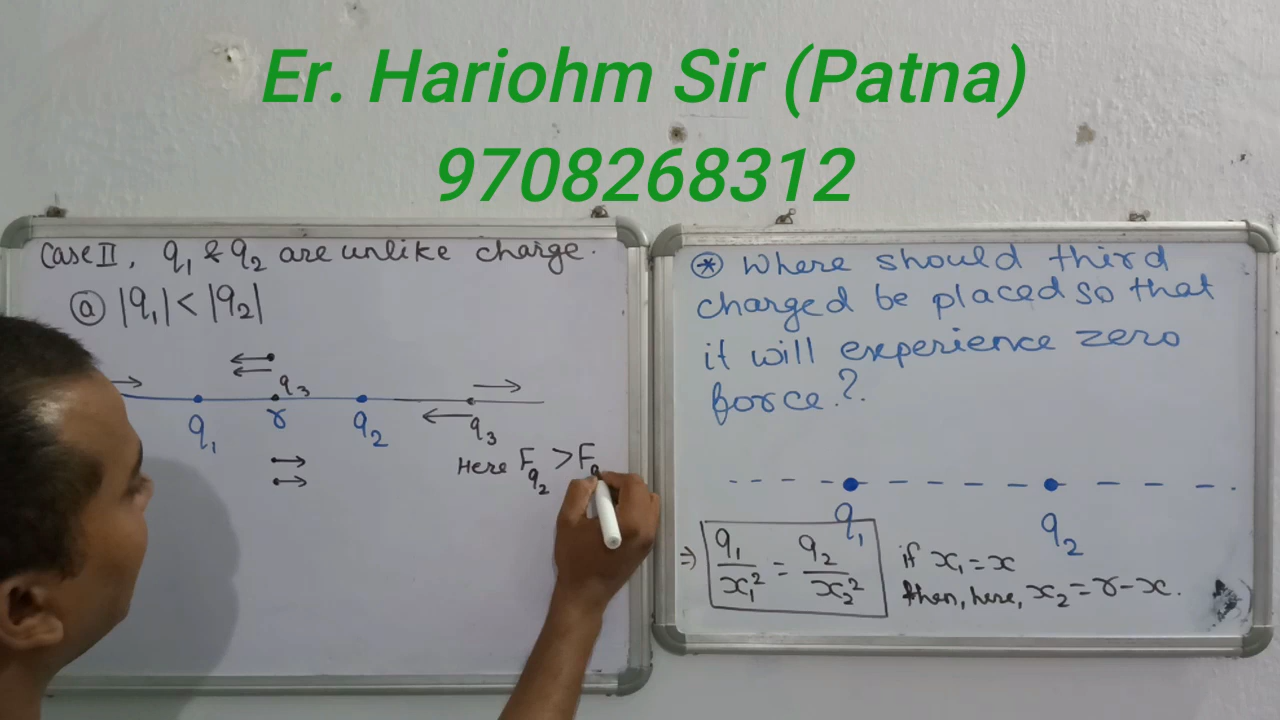 Er. Hariohm Sir (Patna)
9708268312
Case II, q₁ & q₂ are unlike charge.
ⓐ |q₁| < |q₂|
q₃
q₁ r q₂ q₃
Here F_q₂ > F_q
⊛ Where should third
charged be placed so that
it will experience zero
force.?
q₁ q₂
⇒ q₁/x₁² = q₂/x₂²
if x₁ = x
then, here, x₂ = r - x.